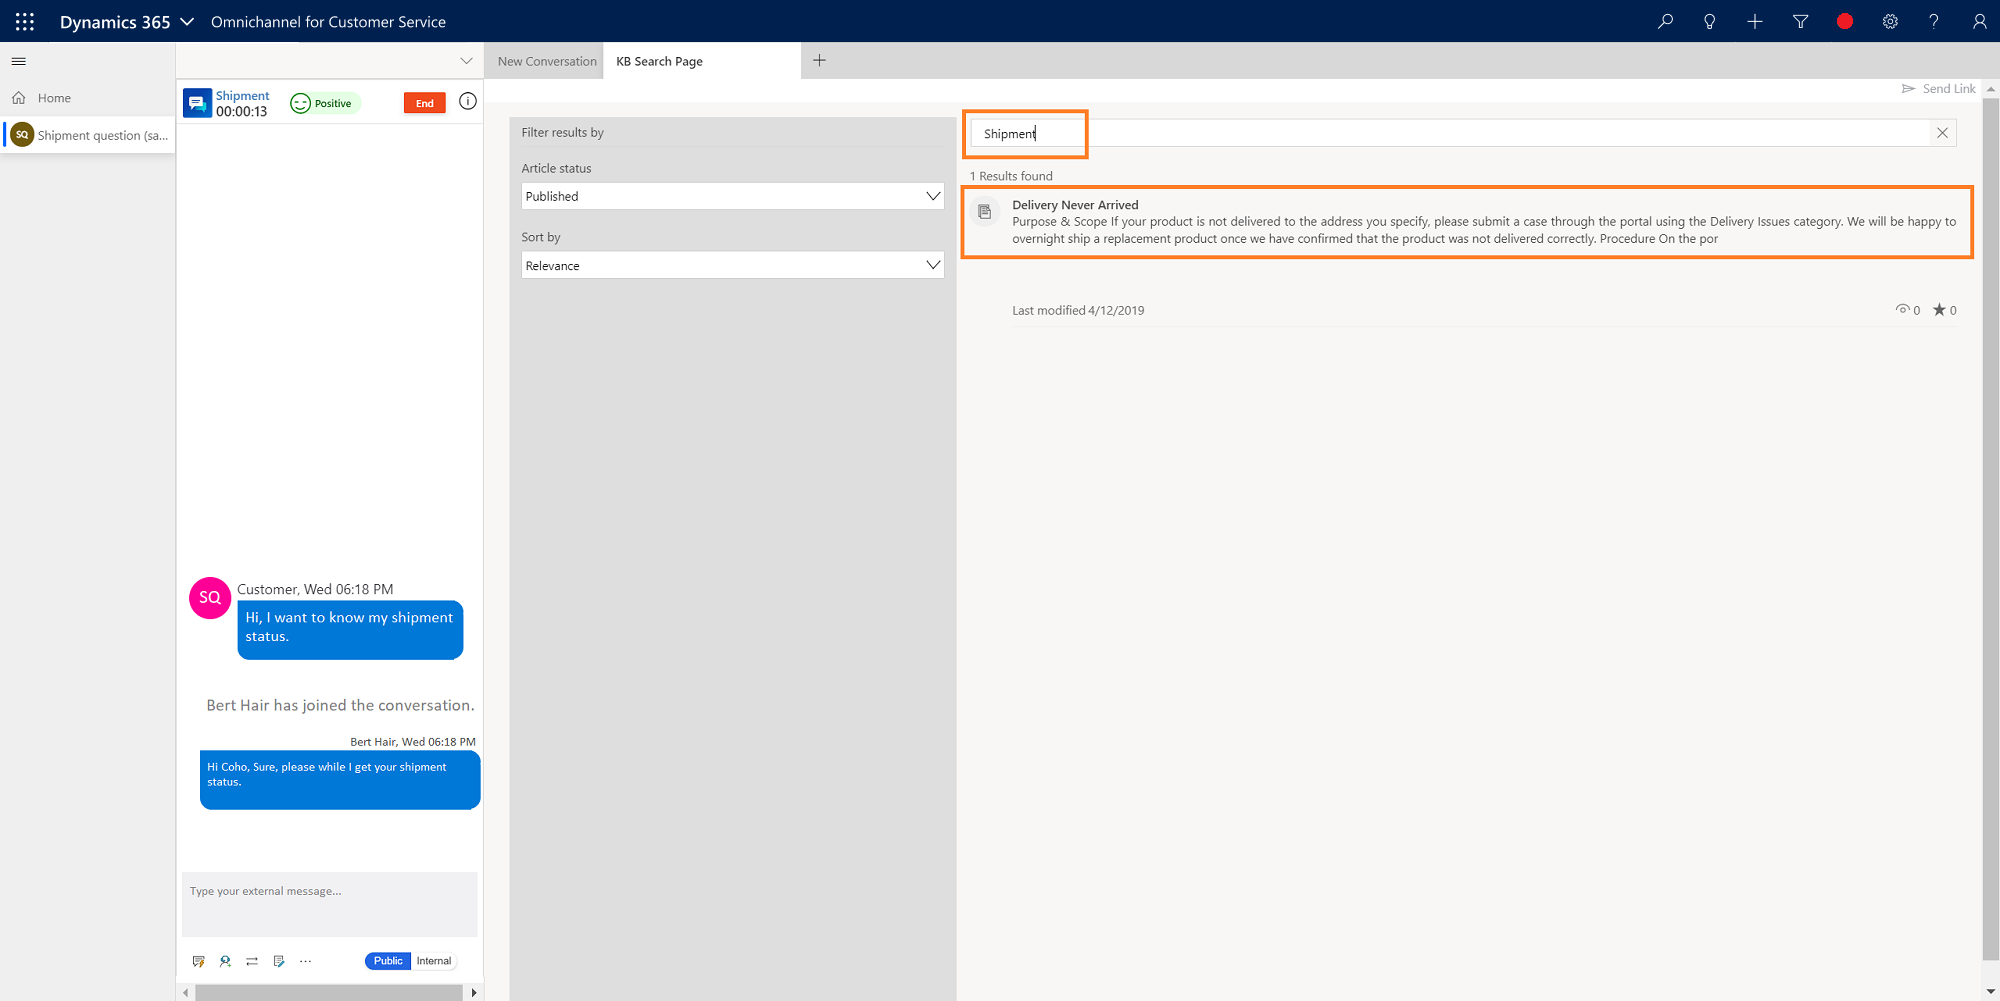 Dynamics 365
Omnichannel for Customer Service
Home
SQ
Shipment question (sa...
Shipment
00:00:13
Positive
End
SQ
Customer, Wed 06:18 PM
Hi, I want to know my shipment
status.
Bert Hair has joined the conversation.
Bert Hair, Wed 06:18 PM
Hi Coho, Sure, please while I get your shipment
status.
Type your external message...
Public
Internal
New Conversation
KB Search Page
Send Link
Filter results by
Article status
Published
Sort by
Relevance
Shipment
1 Results found
Delivery Never Arrived
Purpose & Scope If your product is not delivered to the address you specify, please submit a case through the portal using the Delivery Issues category. We will be happy to
overnight ship a replacement product once we have confirmed that the product was not delivered correctly. Procedure On the por
Last modified 4/12/2019
0
0